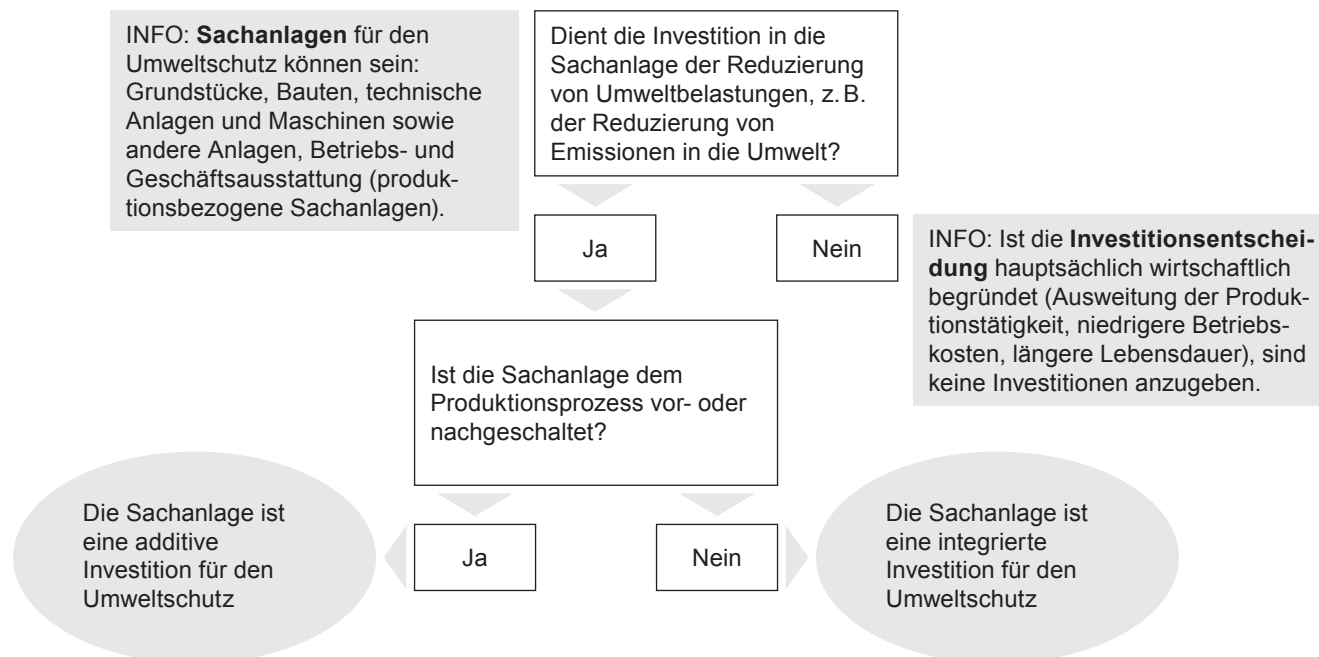 INFO: Sachanlagen für den
Umweltschutz können sein:
Grundstücke, Bauten, technische
Anlagen und Maschinen sowie
andere Anlagen, Betriebs- und
Geschäftsausstattung (produk-
tionsbezogene Sachanlagen).
Dient die Investition in die
Sachanlage der Reduzierung
von Umweltbelastungen, z. B.
der Reduzierung von
Emissionen in die Umwelt?
Ja
Nein
INFO: Ist die Investitionsentschei-
dung hauptsächlich wirtschaftlich
begründet (Ausweitung der Produk-
tionstätigkeit, niedrigere Betriebs-
kosten, längere Lebensdauer), sind
keine Investitionen anzugeben.
Ist die Sachanlage dem
Produktionsprozess vor- oder
nachgeschaltet?
Die Sachanlage ist
eine additive
Investition für den
Umweltschutz
Ja
Nein
Die Sachanlage ist
eine integrierte
Investition für den
Umweltschutz